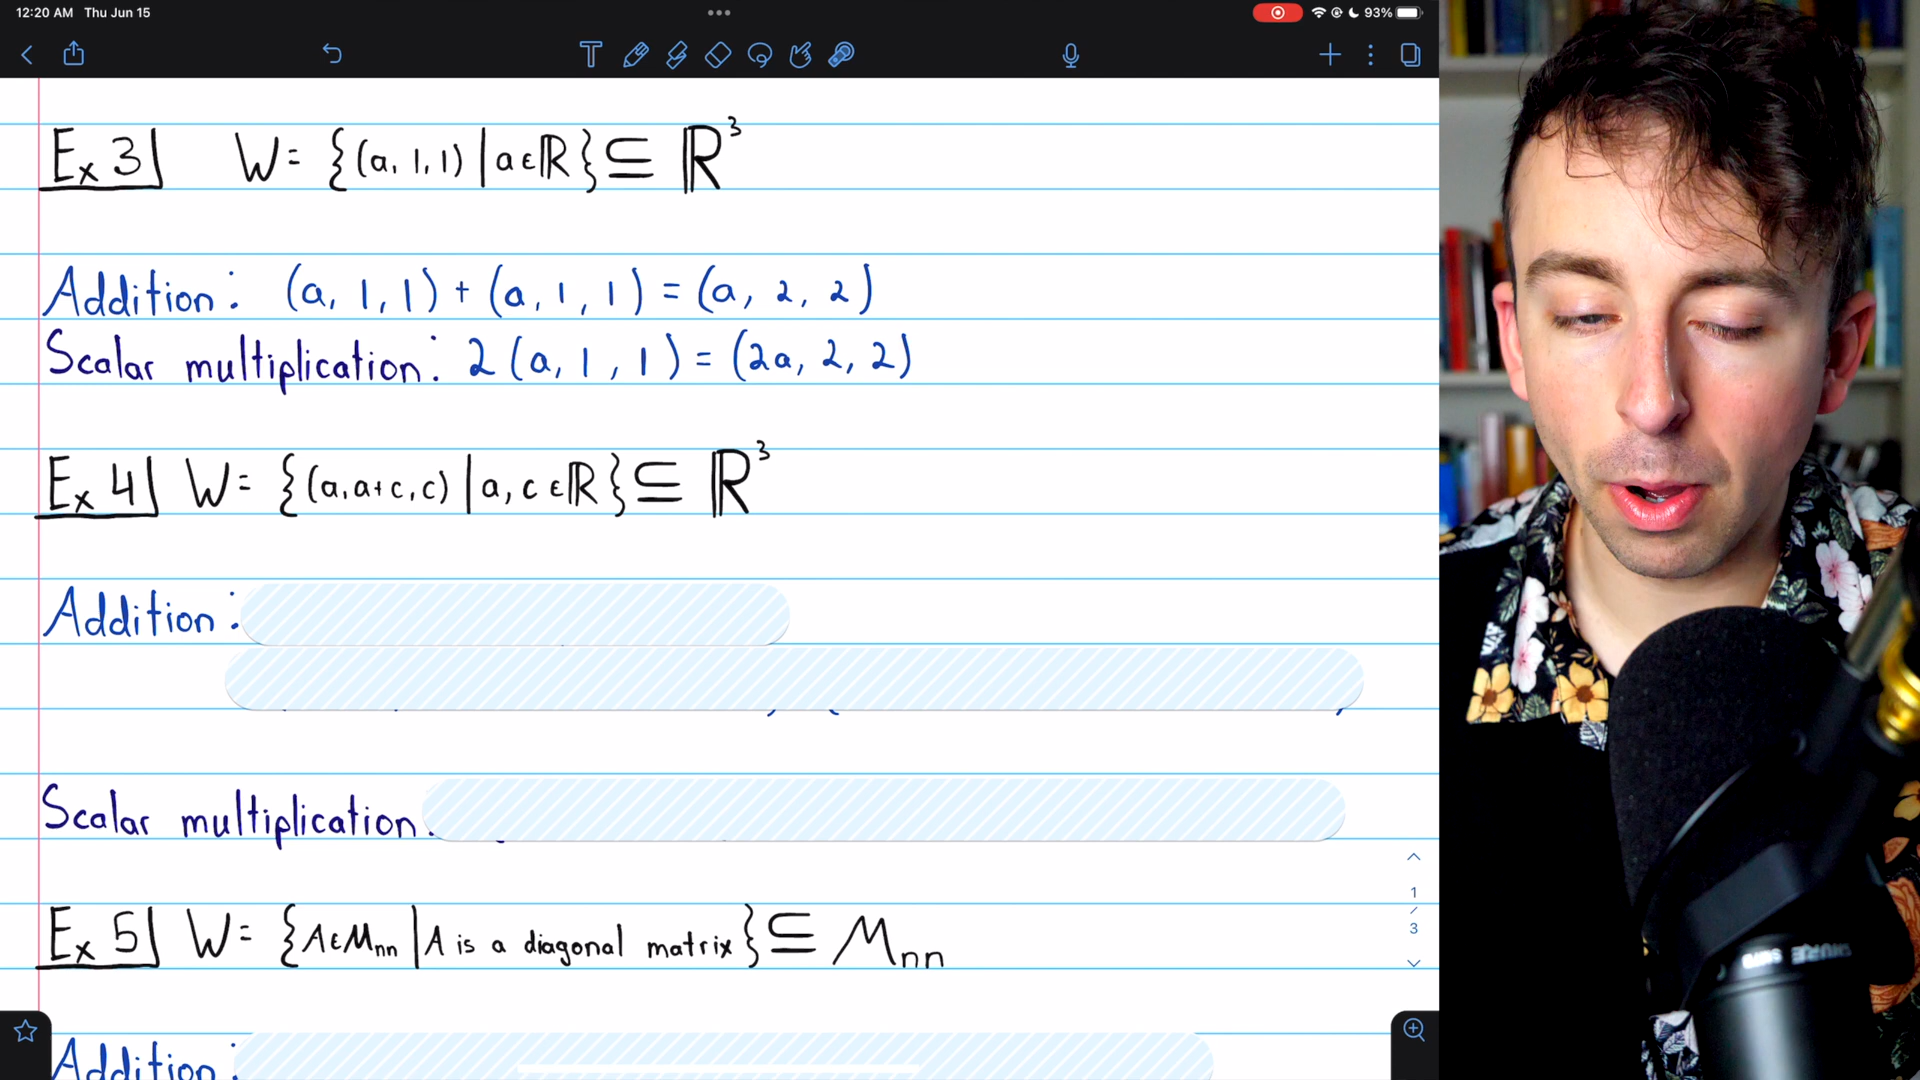 12:20 AM Thu Jun 15
93%
Ex 3] W = {(a, 1, 1) | a ∈ ℝ} ⊆ ℝ³
Addition: (a, 1, 1) + (a, 1, 1) = (a, 2, 2)
Scalar multiplication: 2 (a, 1, 1) = (2a, 2, 2)
Ex 4] W = {(a, a+c, c) | a, c ∈ ℝ} ⊆ ℝ³
Addition:
Scalar multiplication:
1 / 3
Ex 5] W = {A ∈ Mnn | A is a diagonal matrix} ⊆ Mnn
Addition:
SHURE